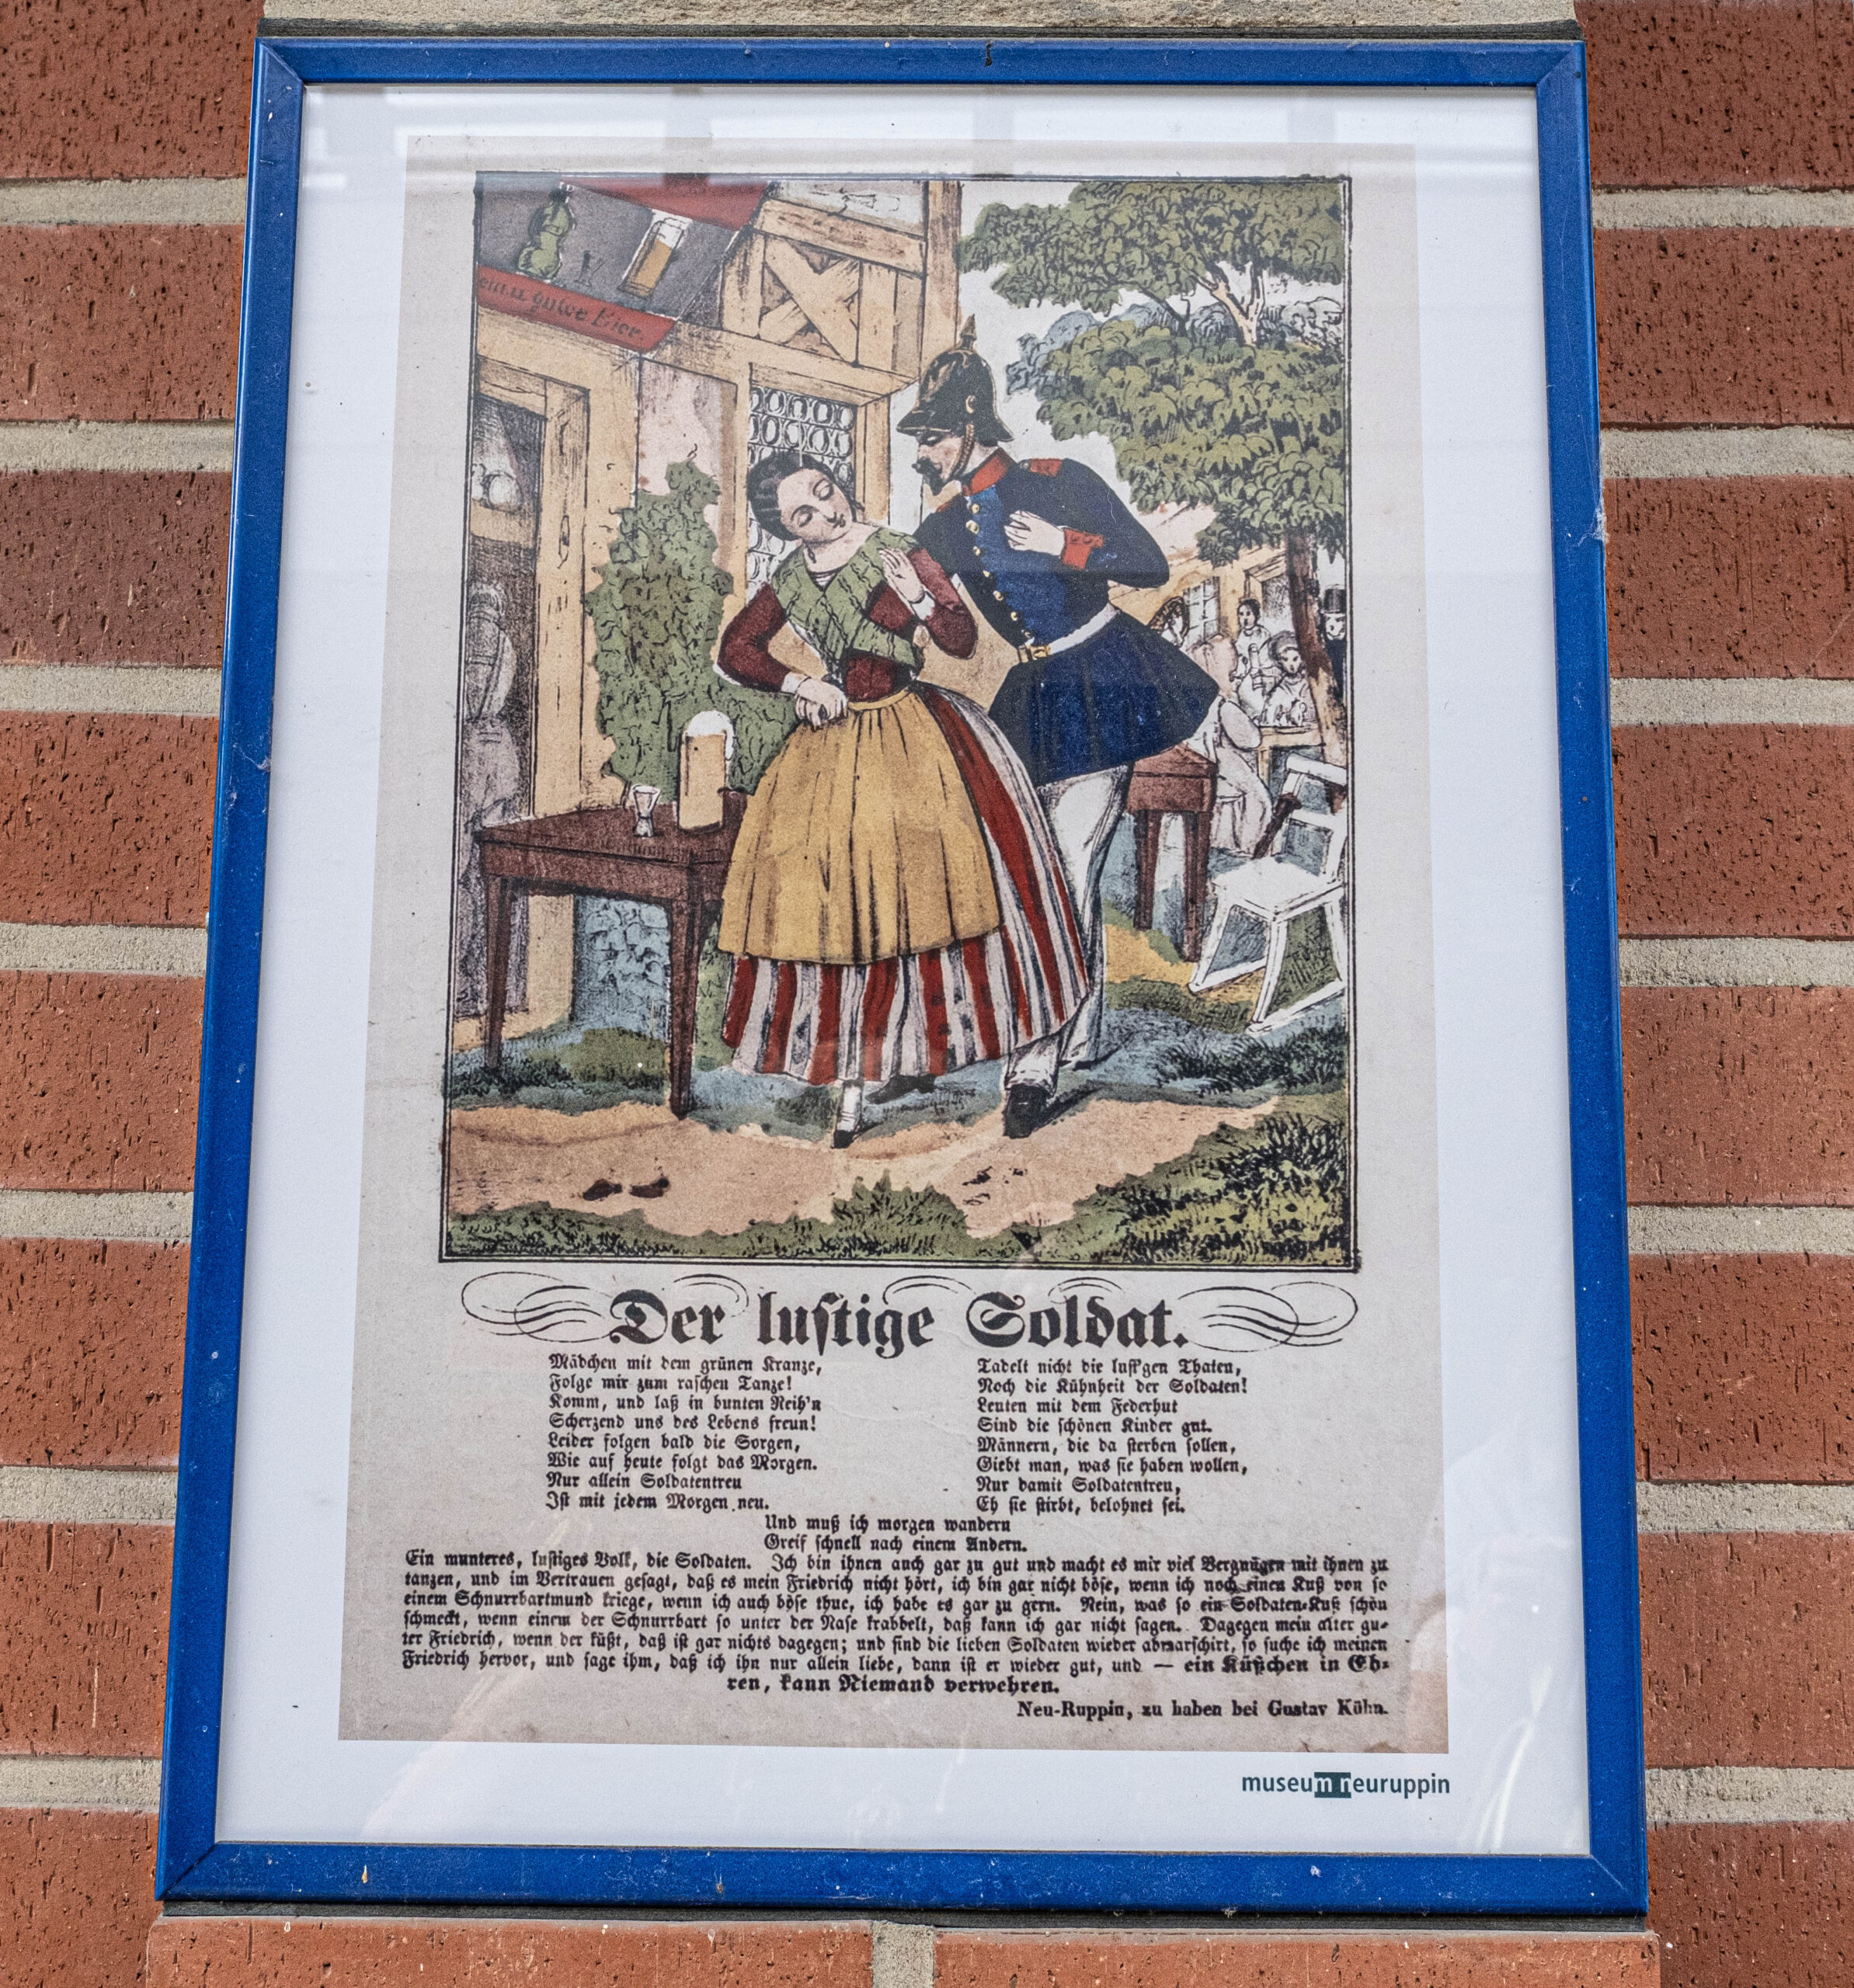 gutes Bier.
Der lustige Soldat.
Mädchen mit dem grünen Kranze,
Folge mir zum raschen Tanze!
Komm, und laß in bunten Reih'n
Scherzend uns des Lebens freun!
Leider folgen bald die Sorgen,
Wie auf heute folgt das Morgen.
Nur allein Soldatentreu
Ist mit jedem Morgen neu.
Tadelt nicht die lust'gen Thaten,
Noch die Kühnheit der Soldaten!
Leuten mit dem Federhut
Sind die schönen Kinder gut.
Männern, die da sterben sollen,
Giebt man, was sie haben wollen,
Nur damit Soldatentreu,
Eh sie stirbt, belohnet sei.
Und muß ich morgen wandern
Greif schnell nach einem Andern.
Ein munteres, lustiges Volk, die Soldaten. Ich bin ihnen auch gar zu gut und macht es mir viel Vergnügen mit ihnen zu
tanzen, und im Vertrauen gesagt, daß es mein Friedrich nicht hört, ich bin gar nicht böse, wenn ich noch einen Kuß von so
einem Schnurrbartmund kriege, wenn ich auch böse thue, ich habe es gar zu gern. Nein, was so ein Soldaten-Kuß schön
schmeckt, wenn einem der Schnurrbart so unter der Nase krabbelt, daß kann ich gar nicht sagen. Dagegen mein alter gu-
ter Friedrich, wenn der küßt, daß ist gar nichts dagegen; und sind die lieben Soldaten wieder abmarschirt, so suche ich meinen
Friedrich hervor, und sage ihm, daß ich ihn nur allein liebe, dann ist er wieder gut, und — ein Küßchen in Eh-
ren, kann Niemand verwehren.
Neu-Ruppin, zu haben bei Gustav Kühn.
museum neuruppin